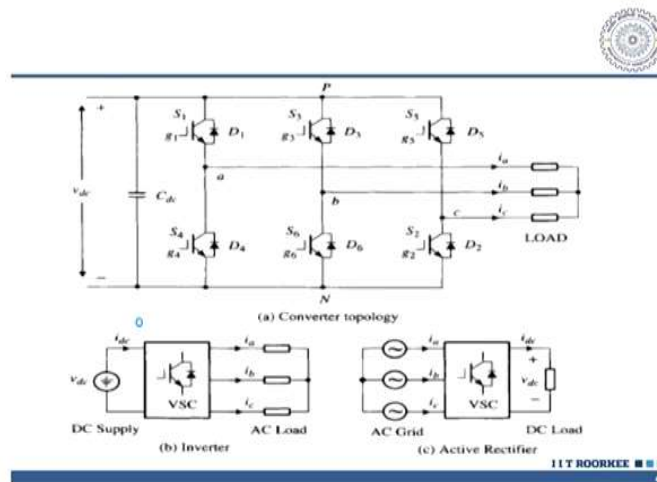 P
+
S1 S3 S5
g1 D1 g3 D3 g5 D5
ia
a
vdc Cdc
ib
b
c ic
S4 S6 S2
LOAD
g4 D4 g6 D6 g2 D2
−
N
0
(a) Converter topology
idc ia ia idc
+
vdc ib ib vdc
VSC VSC
ic ic −
DC Supply AC Load AC Grid DC Load
(b) Inverter (c) Active Rectifier
I I T ROORKEE